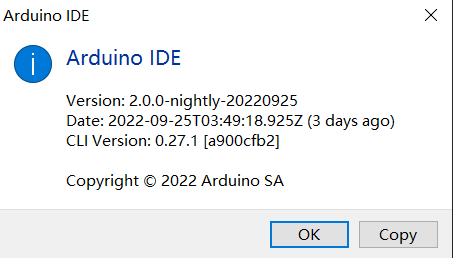 Arduino IDE
Arduino IDE
Version: 2.0.0-nightly-20220925
Date: 2022-09-25T03:49:18.925Z (3 days ago)
CLI Version: 0.27.1 [a900cfb2]
Copyright © 2022 Arduino SA
OK Copy